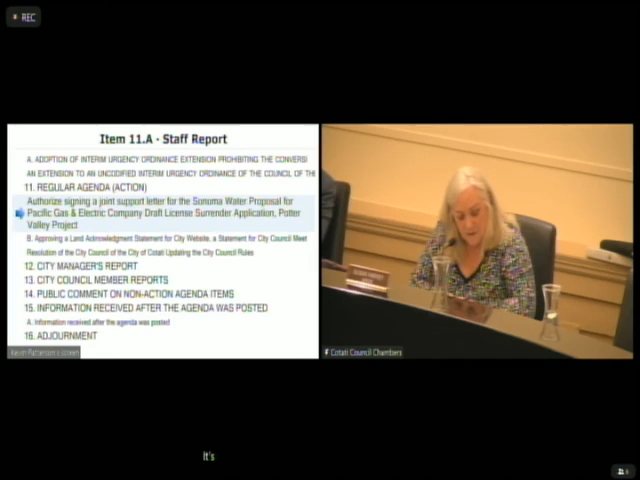 REC
Item 11.A - Staff Report
A. ADOPTION OF INTERIM URGENCY ORDINANCE EXTENSION PROHIBITING THE CONVERSI
AN EXTENSION TO AN UNCODIFIED INTERIM URGENCY ORDINANCE OF THE COUNCIL OF THE
11. REGULAR AGENDA (ACTION)
Authorize signing a joint support letter for the Sonoma Water Proposal for
Pacific Gas & Electric Company Draft License Surrender Application, Potter
Valley Project
B. Approving a Land Acknowledgment Statement for City Website, a Statement for City Council Meet
Resolution of the City Council of the City of Cotati Updating the City Council Rules
12. CITY MANAGER'S REPORT
13. CITY COUNCIL MEMBER REPORTS
14. PUBLIC COMMENT ON NON-ACTION AGENDA ITEMS
15. INFORMATION RECEIVED AFTER THE AGENDA WAS POSTED
A. Information received after the agenda was posted
16. ADJOURNMENT
Cotati Council Chambers
It's